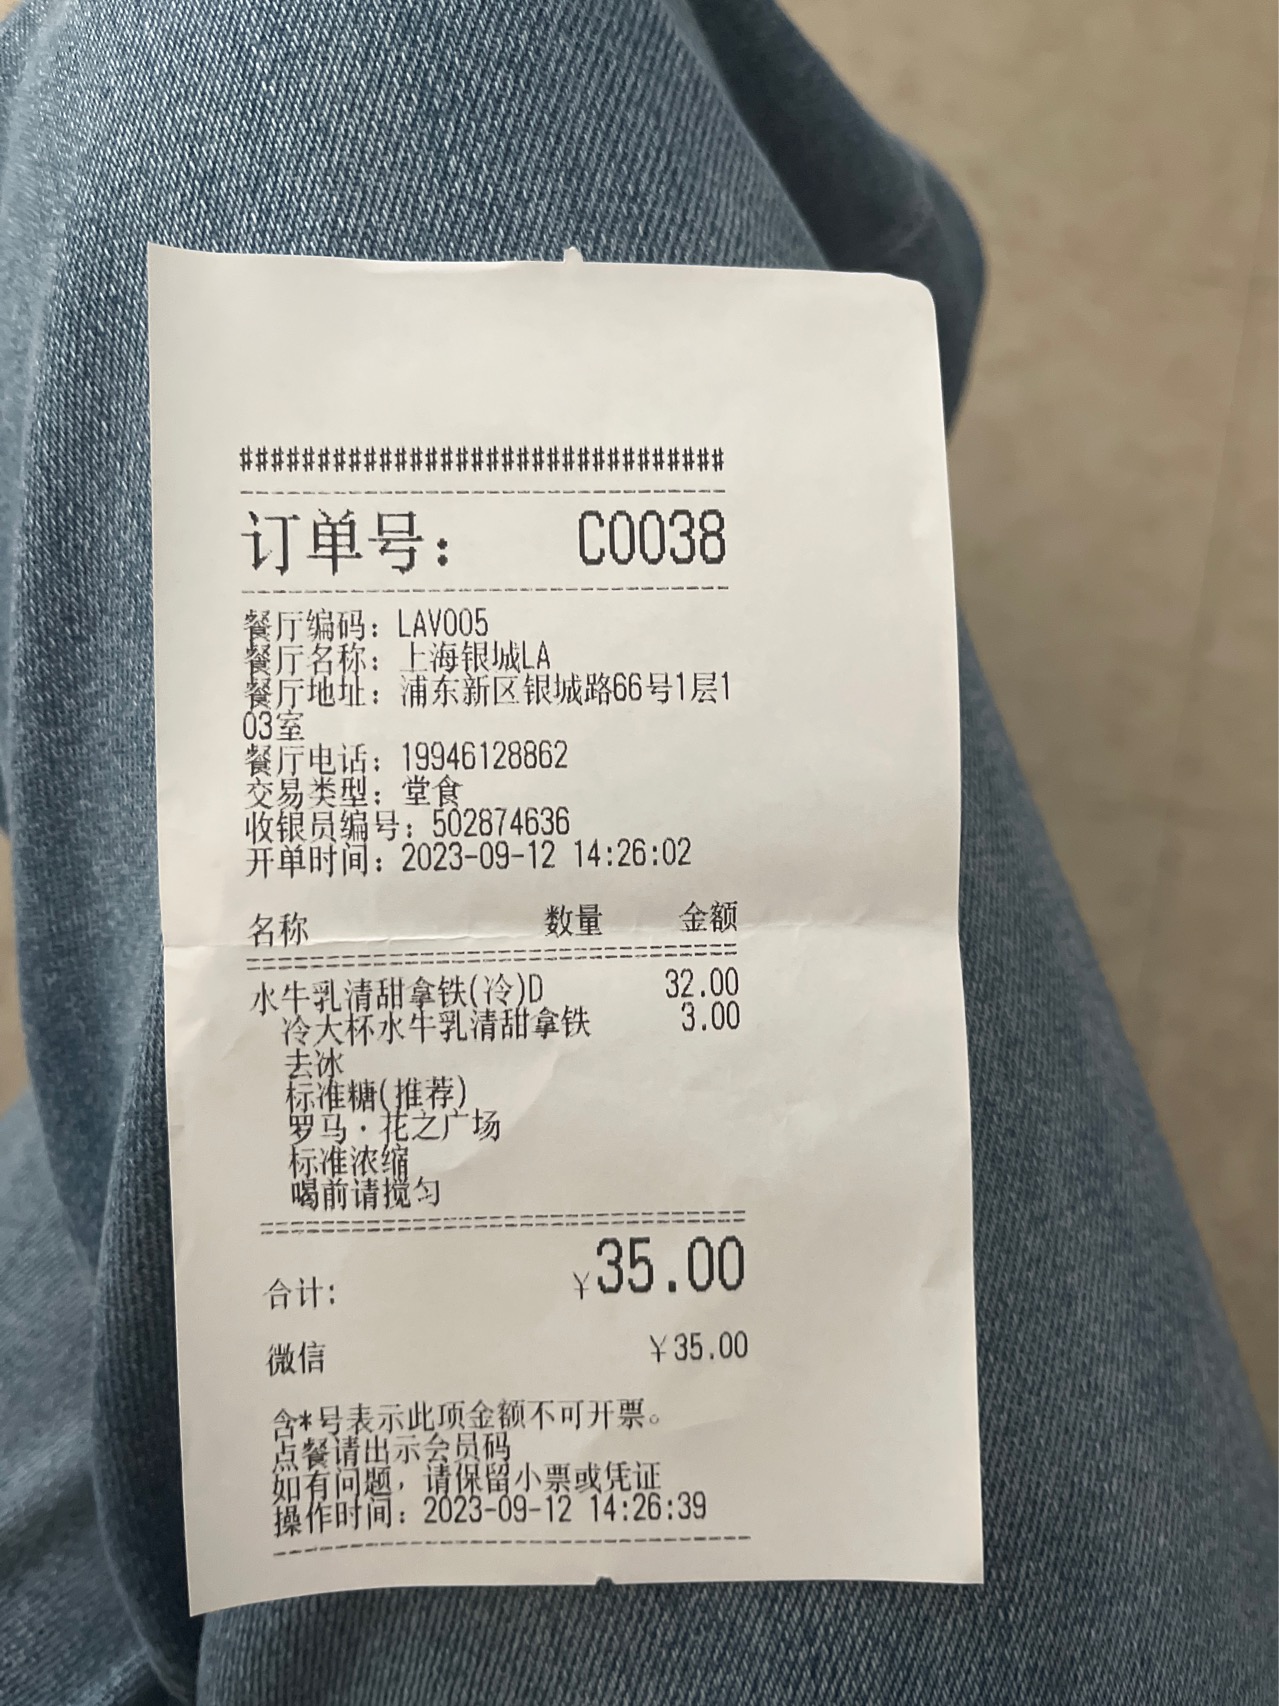 ################################
订单号： C0038
餐厅编码：LAV005
餐厅名称：上海银城LA
餐厅地址：浦东新区银城路66号1层1
03室
餐厅电话：19946128862
交易类型：堂食
收银员编号：502874636
开单时间：2023-09-12 14:26:02
名称 数量 金额
水牛乳清甜拿铁(冷)D 32.00
冷大杯水牛乳清甜拿铁 3.00
去冰
标准糖(推荐)
罗马·花之广场
标准浓缩
喝前请搅匀
合计: ¥35.00
微信 ¥35.00
含*号表示此项金额不可开票。
点餐请出示会员码
如有问题，请保留小票或凭证
操作时间：2023-09-12 14:26:39